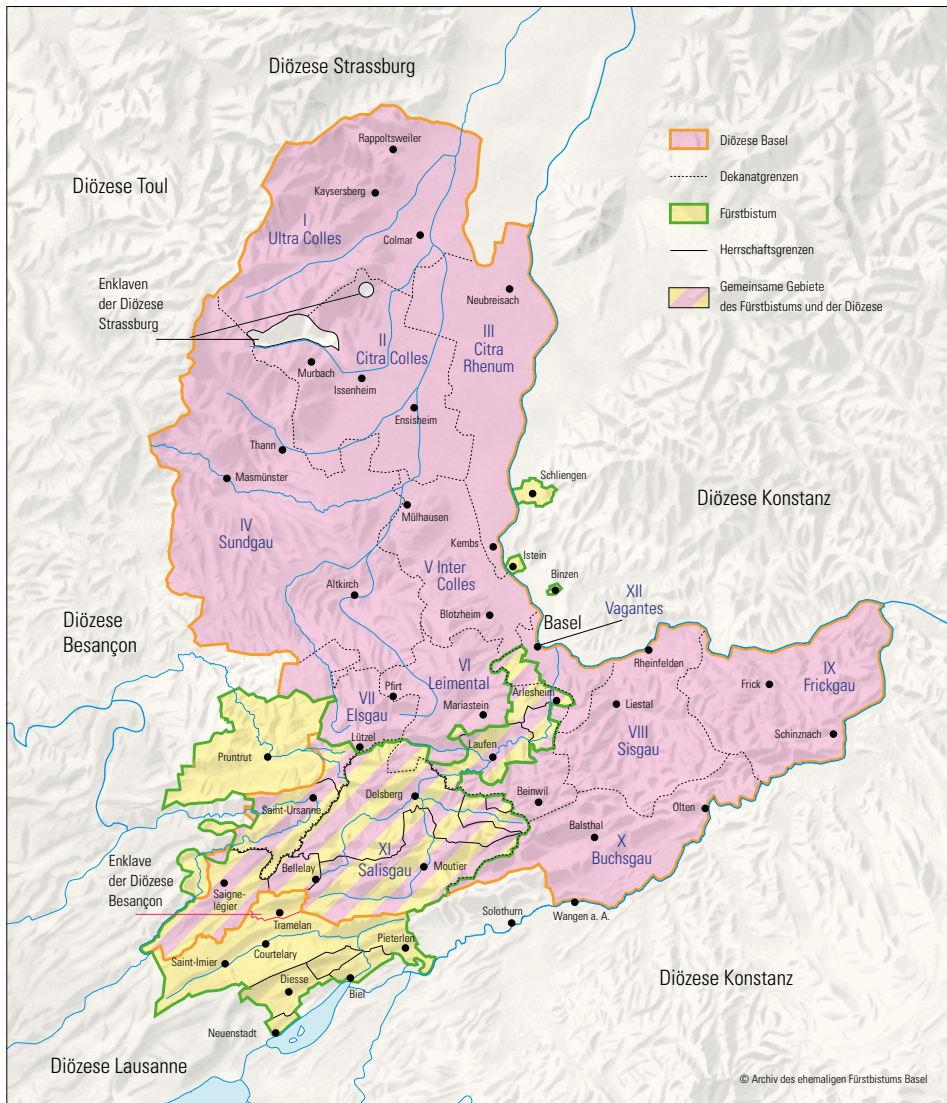 Diözese Strassburg
Diözese Toul
Diözese Basel
Dekanatgrenzen
Fürstbistum
Herrschaftsgrenzen
Gemeinsame Gebiete
des Fürstbistums und der Diözese
Rappoltsweiler
Kaysersberg
I
Ultra Colles
Colmar
Enklaven
der Diözese
Strassburg
Neubreisach
II
Citra Colles
III
Citra
Rhenum
Murbach
Issenheim
Ensisheim
Thann
Masmünster
Schliengen
Diözese Konstanz
Mülhausen
IV
Sundgau
Kembs
Istein
V Inter
Colles
Binzen
Altkirch
XII
Vagantes
Blotzheim
Basel
Diözese
Besançon
Rheinfelden
VI
Leimental
IX
Frickgau
Pfirt
VII
Elsgau
Arlesheim
Frick
Mariastein
Liestal
VIII
Sisgau
Schinznach
Lützel
Laufen
Pruntrut
Delsberg
Saint-Ursanne
Beinwil
Olten
Balsthal
X
Buchsgau
XI
Salisgau
Enklave
der Diözese
Besançon
Bellelay
Moutier
Saigne-
légier
Wangen a. A.
Solothurn
Tramelan
Pieterlen
Courtelary
Saint-Imier
Diesse
Biel
Diözese Konstanz
Neuenstadt
Diözese Lausanne
© Archiv des ehemaligen Fürstbistums Basel